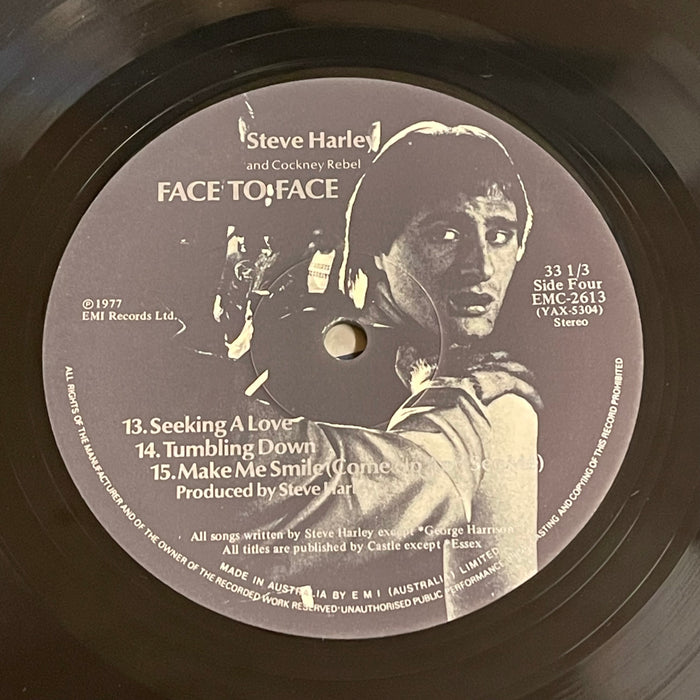 Steve Harley
and Cockney Rebel
FACE TO FACE
℗1977
EMI Records Ltd.
33 1/3
Side Four
EMC-2613
(YAX-5304)
Stereo
13. Seeking A Love
14. Tumbling Down
15. Make Me Smile (Come
Produced by Steve Harley
All songs written by Steve Harley except *George Harrison
All titles are published by Castle except *Essex
ALL RIGHTS OF THE MANUFACTURER AND OF THE OWNER OF THE RECORDED WORK RESERVED UNAUTHORISED PUBLIC PERFORMANCE ASTING AND COPYING OF THIS RECORD PROHIBITED
MADE IN AUSTRALIA BY E M I (AUSTRALIA) LIMITED